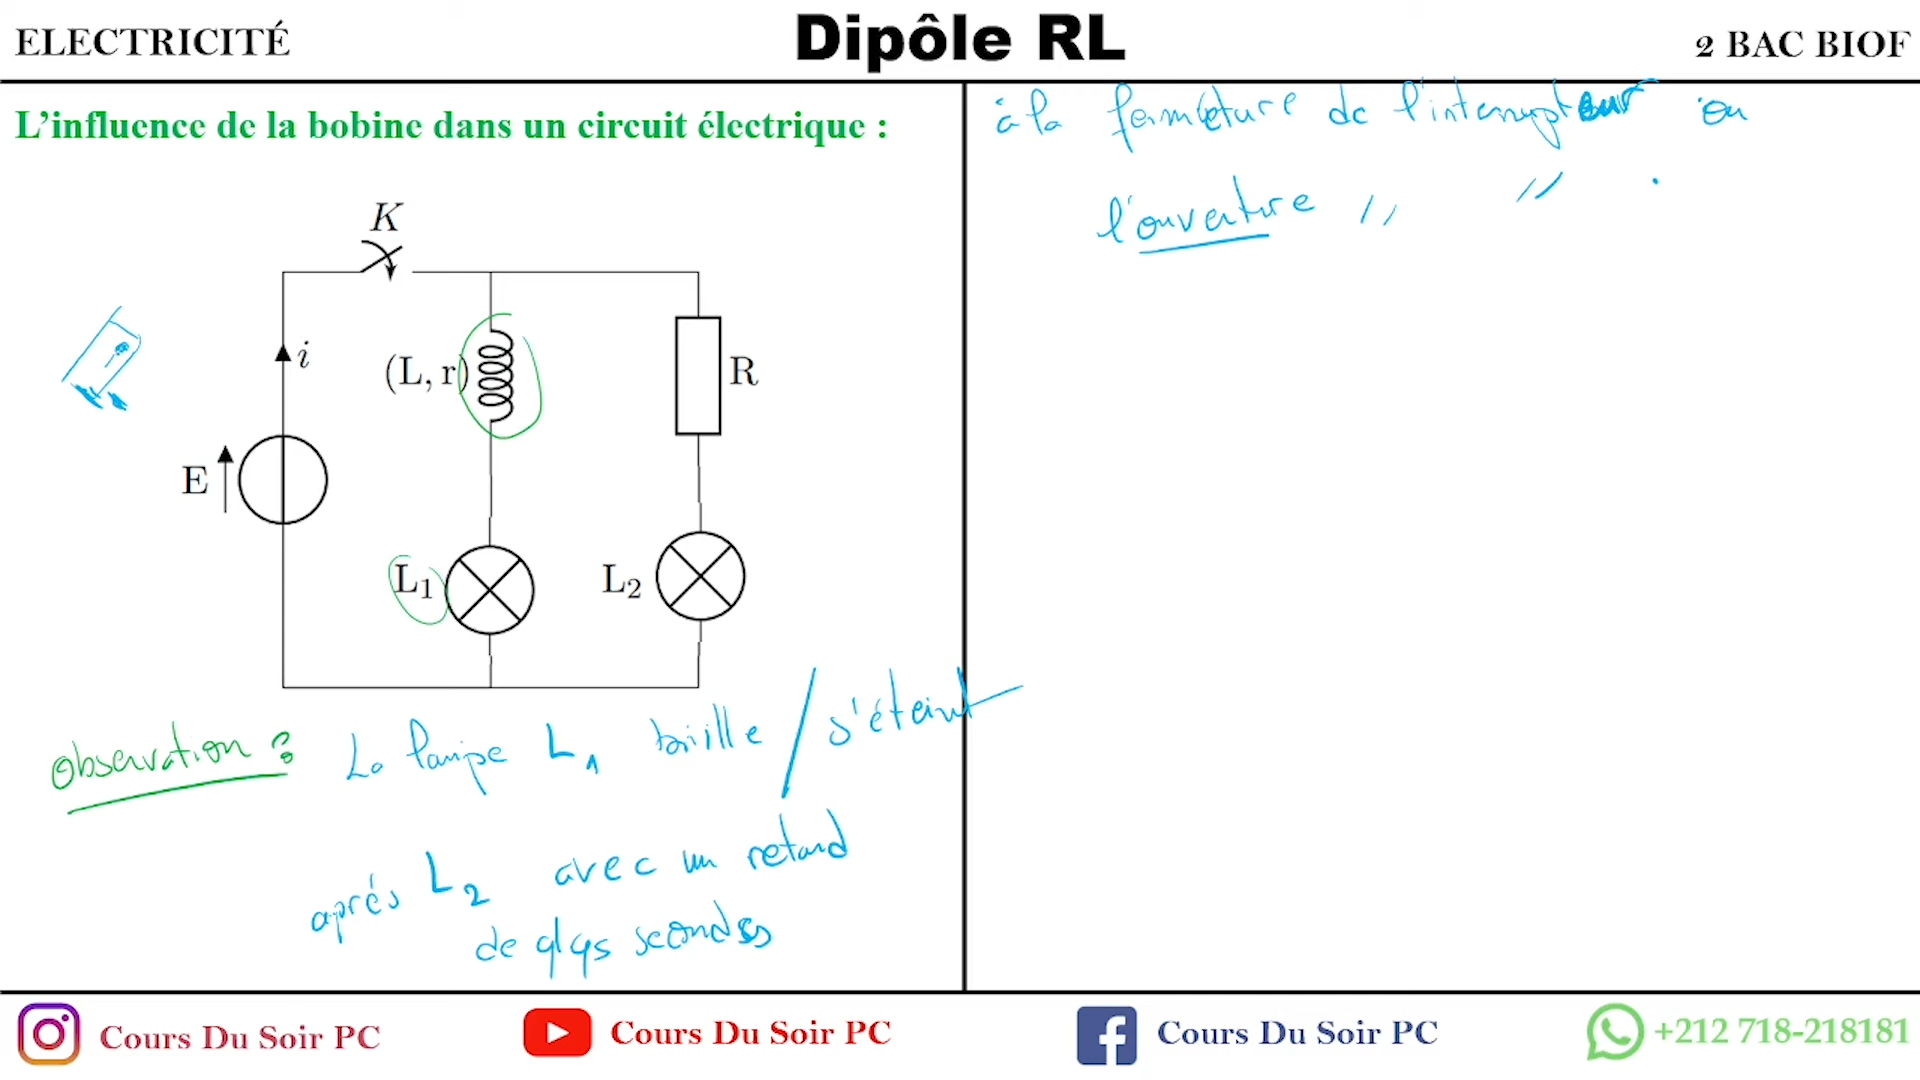 ELECTRICITÉ
Dipôle RL
2 BAC BIOF
L’influence de la bobine dans un circuit électrique :
K
i
(L, r)
R
E
L1
L2
Observation :
La lampe L1 brille / s'éteint
après L2 avec un retard
de qlqs secondes
à la fermeture de l'interrupteur ou
l'ouverture " " .
Cours Du Soir PC
Cours Du Soir PC
Cours Du Soir PC
+212 718-218181